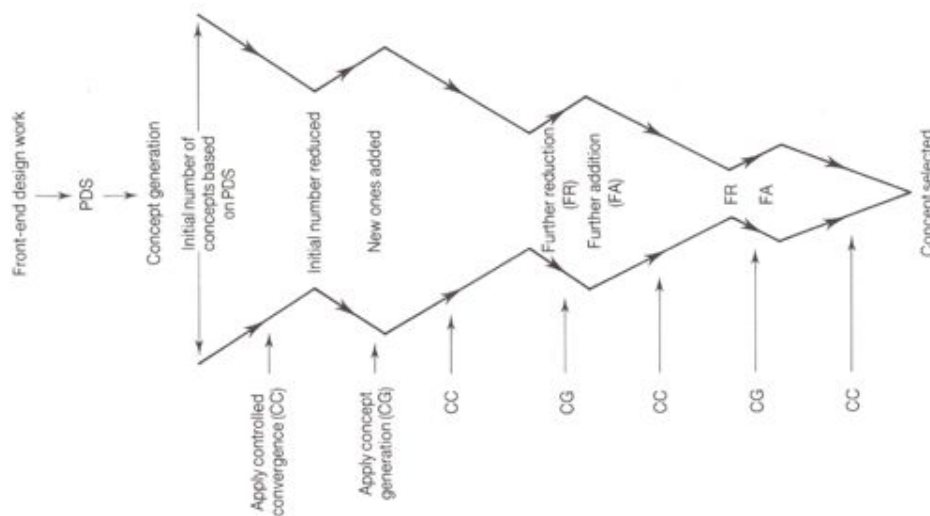 Front-end design work
PDS
Concept generation
Initial number of
concepts based
on PDS
Apply controlled
convergence (CC)
Initial number reduced
Apply concept
generation (CG)
New ones added
CC
Further reduction
(FR)
CG
Further addition
(FA)
CC
FR
CG
FA
CC
Concept selected